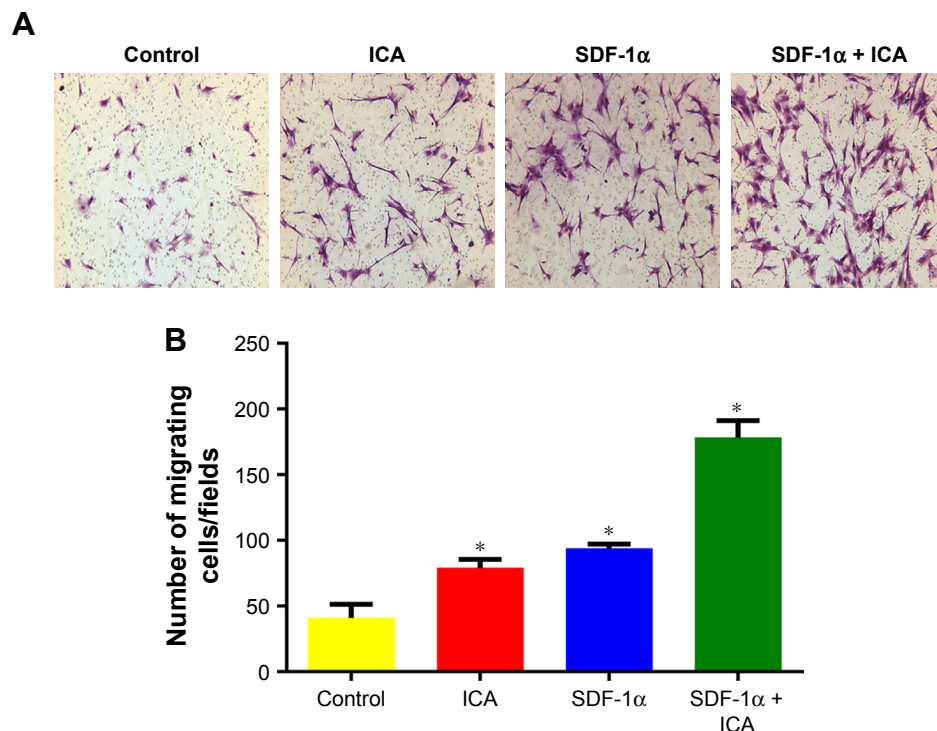 A
Control
ICA
SDF-1α
SDF-1α + ICA
B
Number of migrating
cells/fields
250
200
150
100
50
0
*
*
*
Control
ICA
SDF-1α
SDF-1α +
ICA